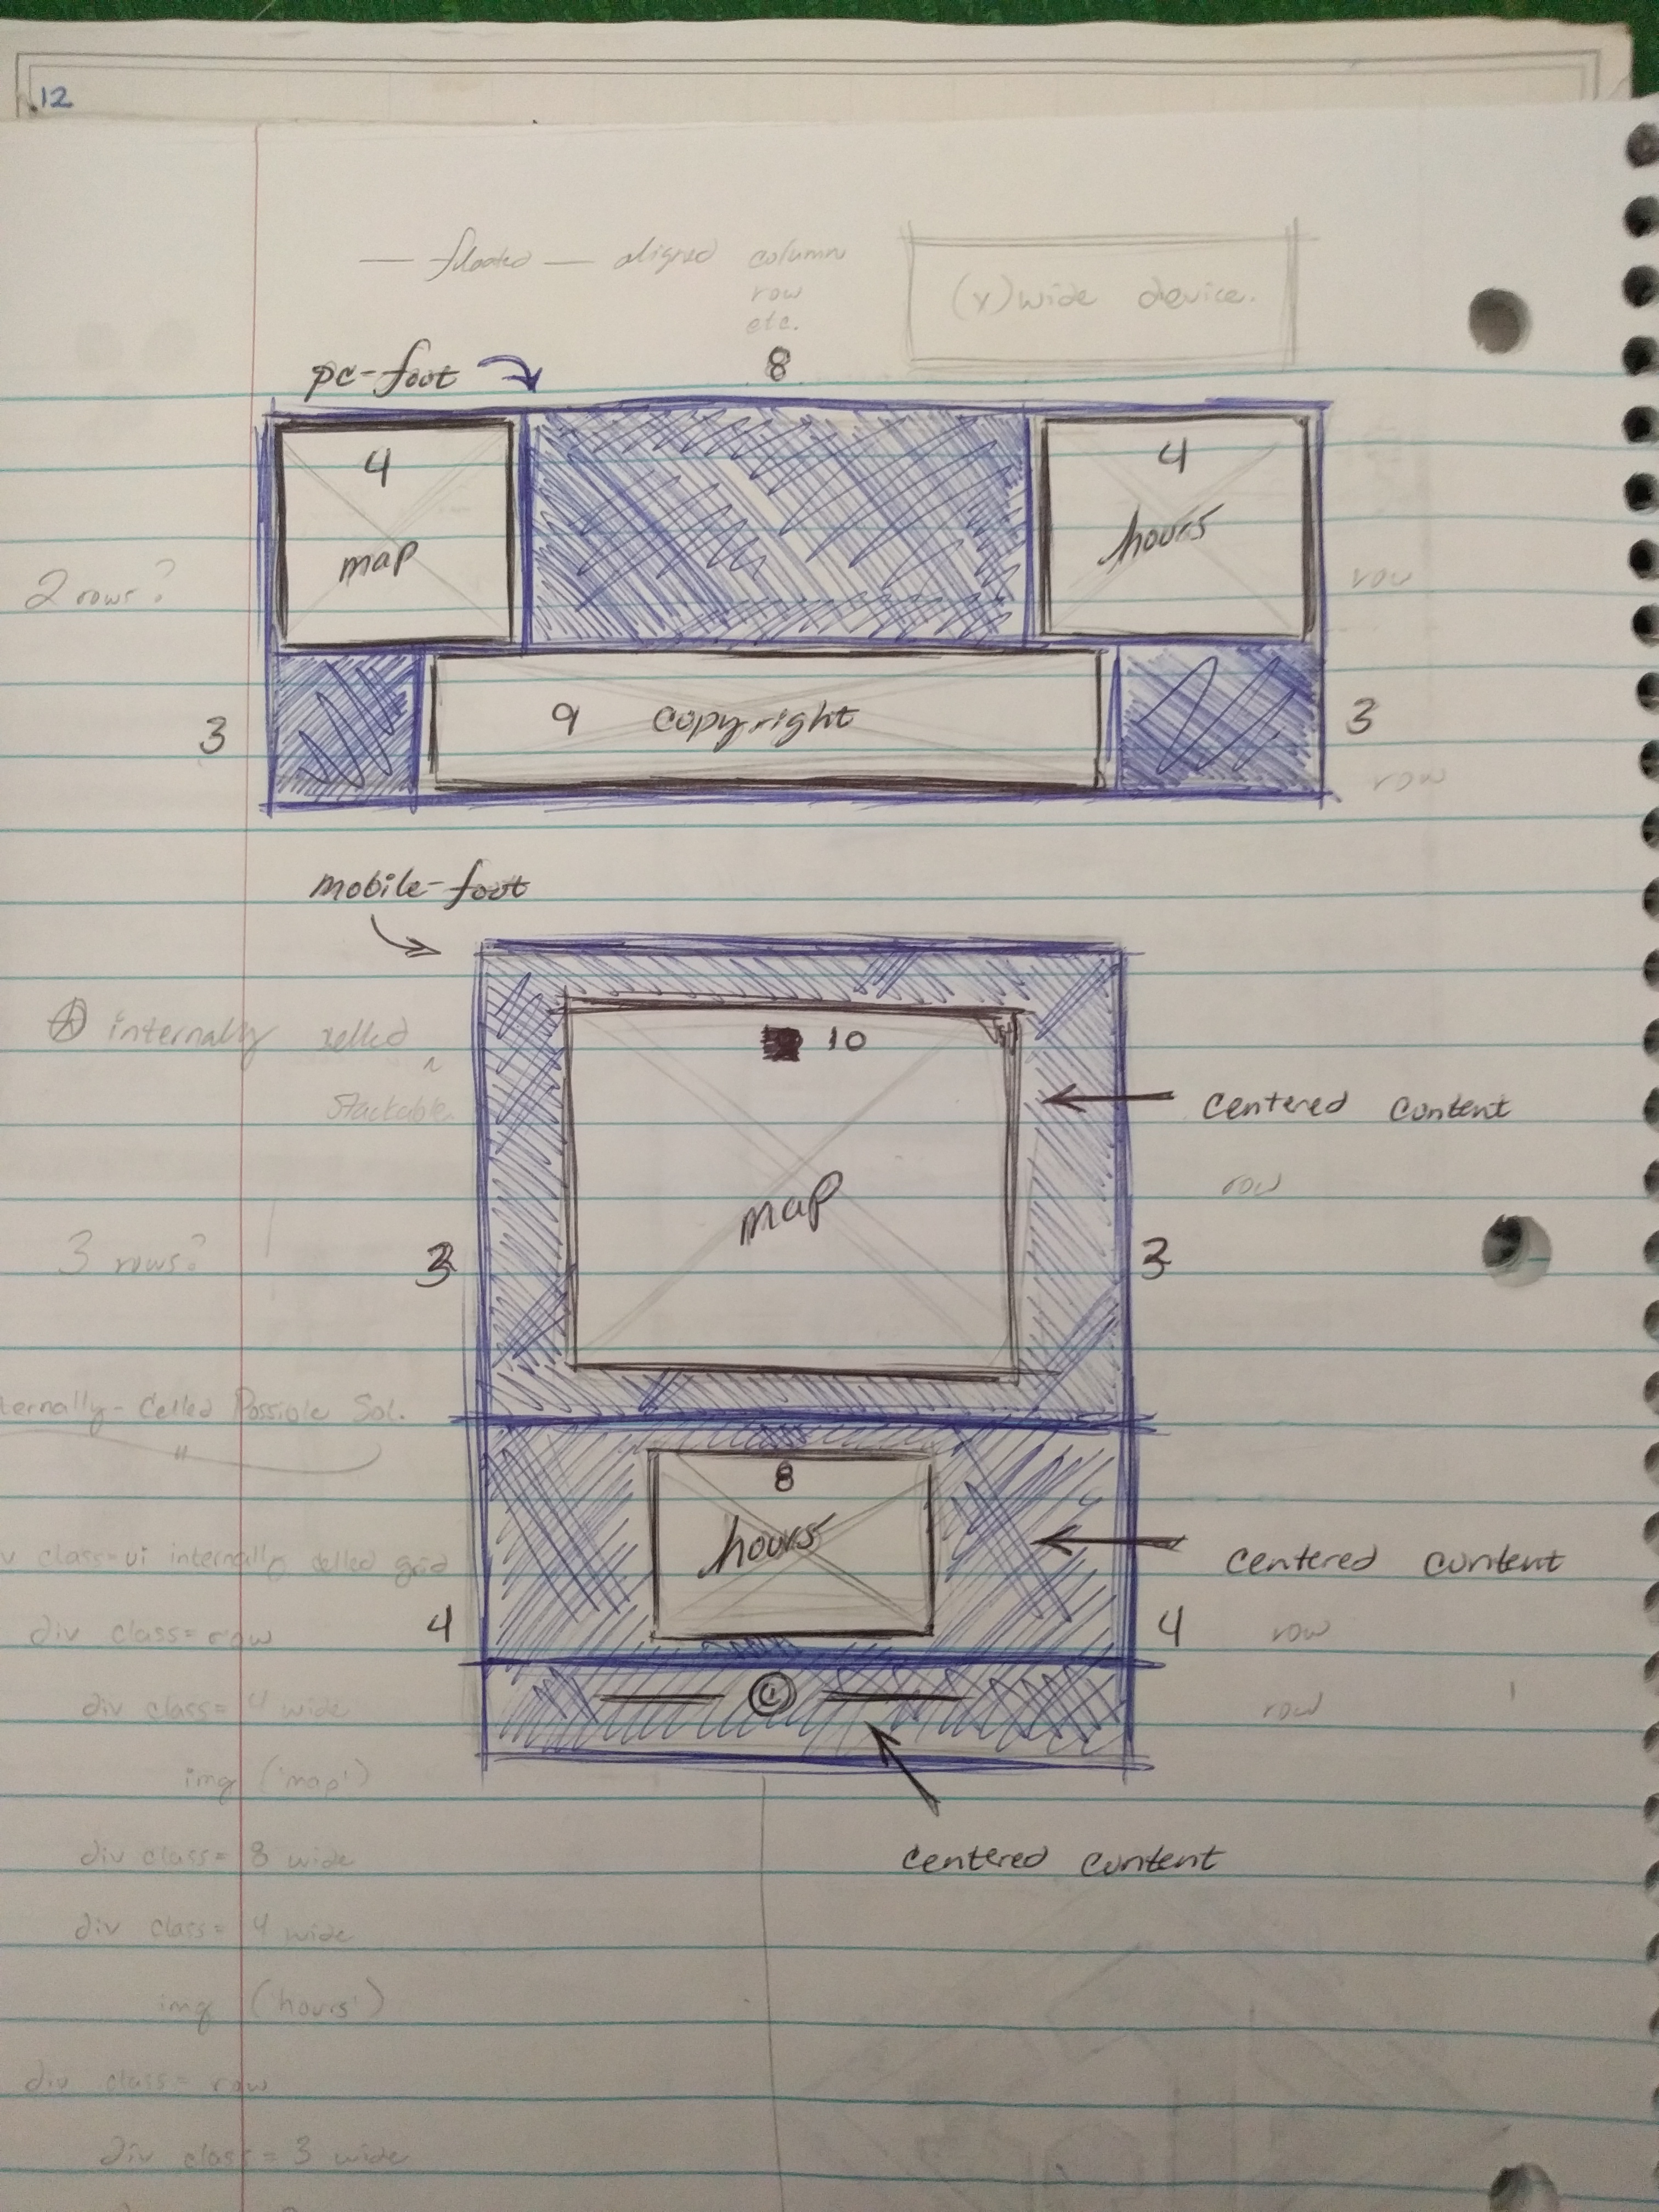 12
— floated — aligned column
row
etc.
(x)wide device.
pc-foot
8
4
map
4
hours
2 rows?
row
3
9 copyright
3
row
mobile-foot
internally celled
stackable.
10
centered content
map
row
3 rows?
3
3
ternally-Celled Possible Sol.
"
8
hours
centered content
v class=ui internally celled grid
4
4
div class=row
row
©
div class= 4 wide
row
img ('map')
div class= 8 wide
centered content
div class= 4 wide
img ('hours')
div class= row
div class= 3 wide